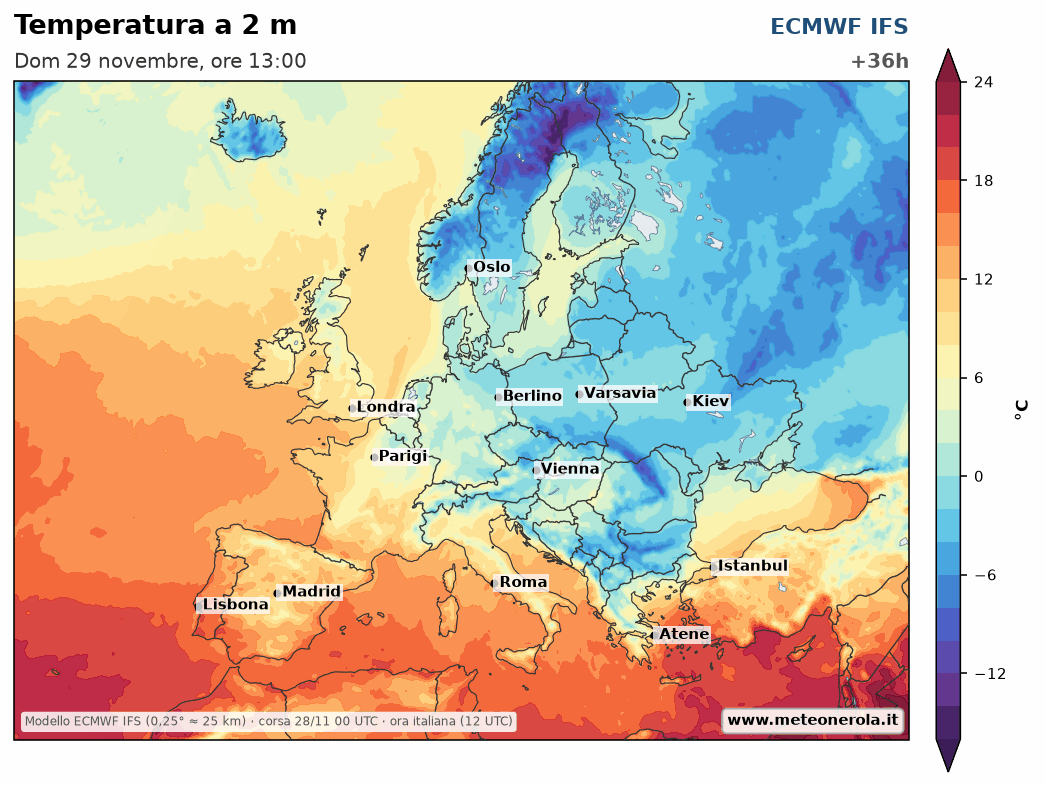 Temperatura a 2 m
ECMWF IFS
Dom 29 novembre, ore 13:00
+36h
24
18
12
6
0
−6
−12
°C
Oslo
Berlino
Varsavia
Kiev
Londra
Parigi
Vienna
Istanbul
Roma
Madrid
Lisbona
Atene
Modello ECMWF IFS (0,25° ≈ 25 km) · corsa 28/11 00 UTC · ora italiana (12 UTC)
www.meteonerola.it